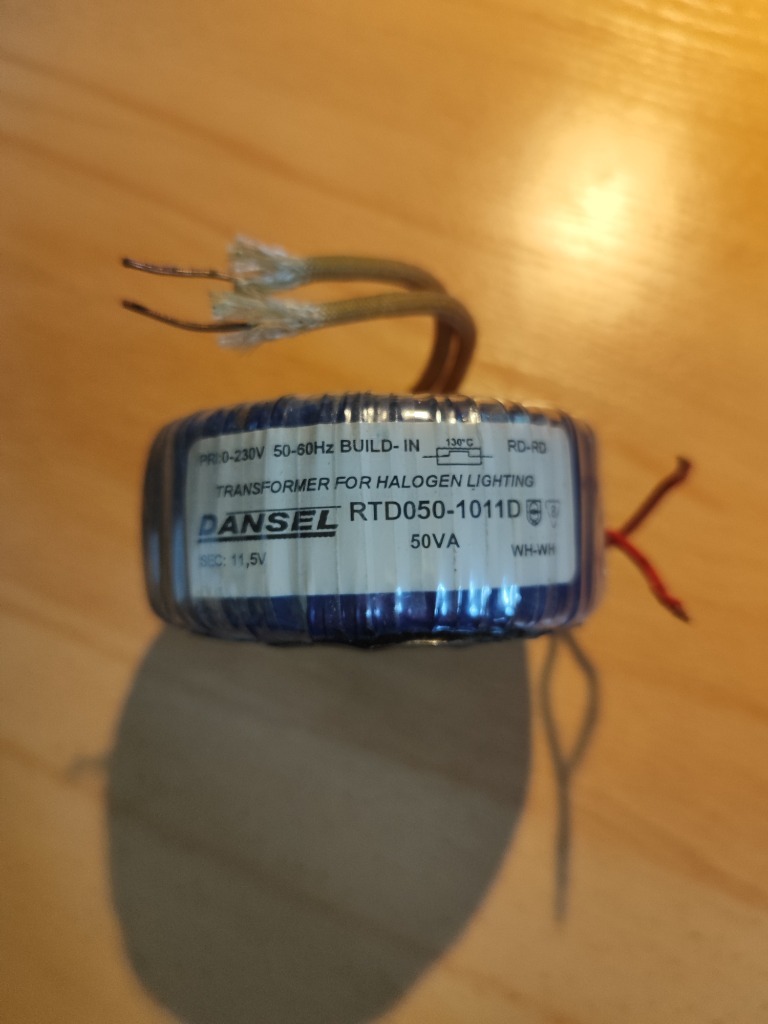 PRI:0-230V 50-60Hz BUILD-IN 130°C RD-RD
TRANSFORMER FOR HALOGEN LIGHTING
DANSEL RTD050-1011D
50VA
SEC: 11,5V WH-WH